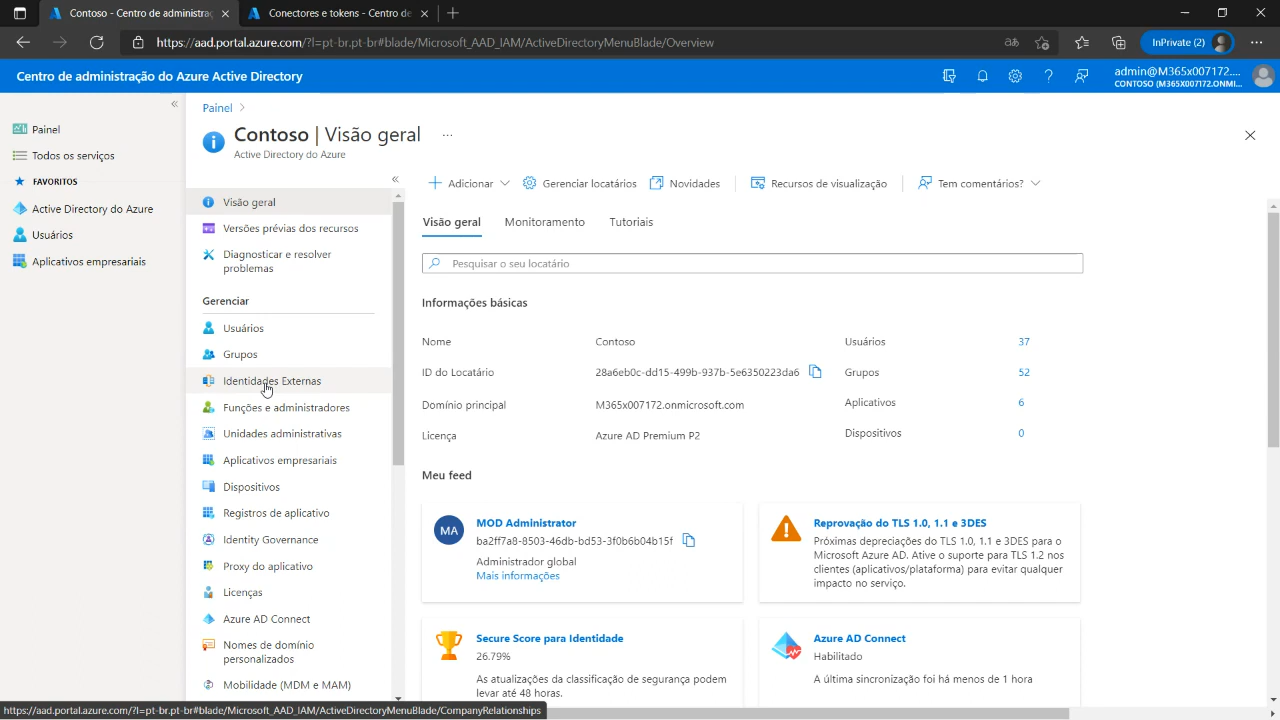 Contoso - Centro de administraç
Conectores e tokens - Centro de
https://aad.portal.azure.com/?l=pt-br.pt-br#blade/Microsoft_AAD_IAM/ActiveDirectoryMenuBlade/Overview
InPrivate (2)
Centro de administração do Azure Active Directory
admin@M365x007172....
CONTOSO (M365X007172.ONMI...
Painel
Todos os serviços
FAVORITOS
Active Directory do Azure
Usuários
Aplicativos empresariais
Painel
Contoso | Visão geral
Active Directory do Azure
Visão geral
Versões prévias dos recursos
Diagnosticar e resolver
problemas
Gerenciar
Usuários
Grupos
Identidades Externas
Funções e administradores
Unidades administrativas
Aplicativos empresariais
Dispositivos
Registros de aplicativo
Identity Governance
Proxy do aplicativo
Licenças
Azure AD Connect
Nomes de domínio
personalizados
Mobilidade (MDM e MAM)
Adicionar
Gerenciar locatários
Novidades
Recursos de visualização
Tem comentários?
Visão geral
Monitoramento
Tutoriais
Pesquisar o seu locatário
Informações básicas
Nome
Contoso
Usuários
37
ID do Locatário
28a6eb0c-dd15-499b-937b-5e6350223da6
Grupos
52
Domínio principal
M365x007172.onmicrosoft.com
Aplicativos
6
Licença
Azure AD Premium P2
Dispositivos
0
Meu feed
MA
MOD Administrator
ba2ff7a8-8503-46db-bd53-3f0b6b04b15f
Administrador global
Mais informações
Reprovação do TLS 1.0, 1.1 e 3DES
Próximas depreciações do TLS 1.0, 1.1 e 3DES para o
Microsoft Azure AD. Ative o suporte para TLS 1.2 nos
clientes (aplicativos/plataforma) para evitar qualquer
impacto no serviço.
Secure Score para Identidade
26.79%
As atualizações da classificação de segurança podem
levar até 48 horas.
Azure AD Connect
Habilitado
A última sincronização foi há menos de 1 hora
https://aad.portal.azure.com/?l=pt-br.pt-br#blade/Microsoft_AAD_IAM/ActiveDirectoryMenuBlade/CompanyRelationships